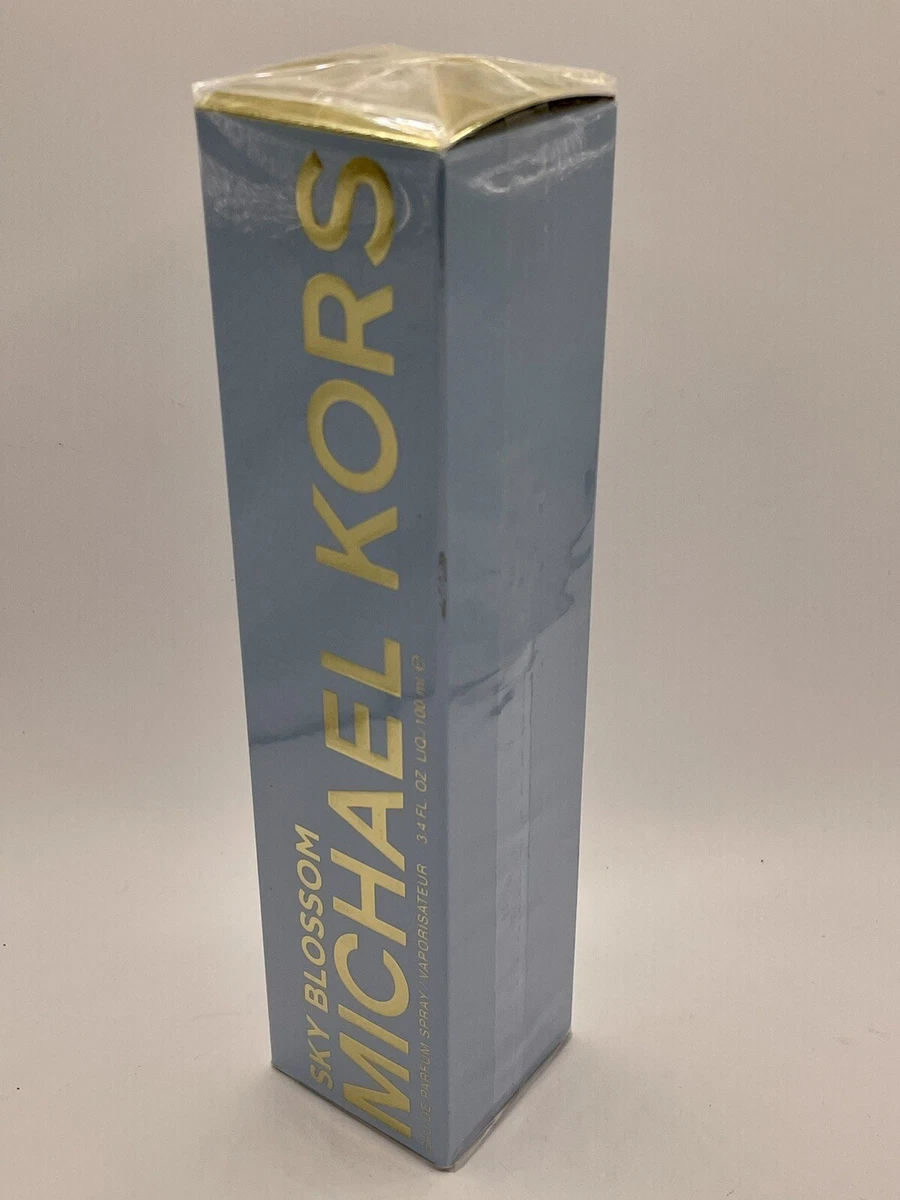 SKY BLOSSOM
MICHAEL KORS
EAU DE PARFUM SPRAY / VAPORISATEUR 3.4 FL. OZ LIQ. / 100 ml ℮